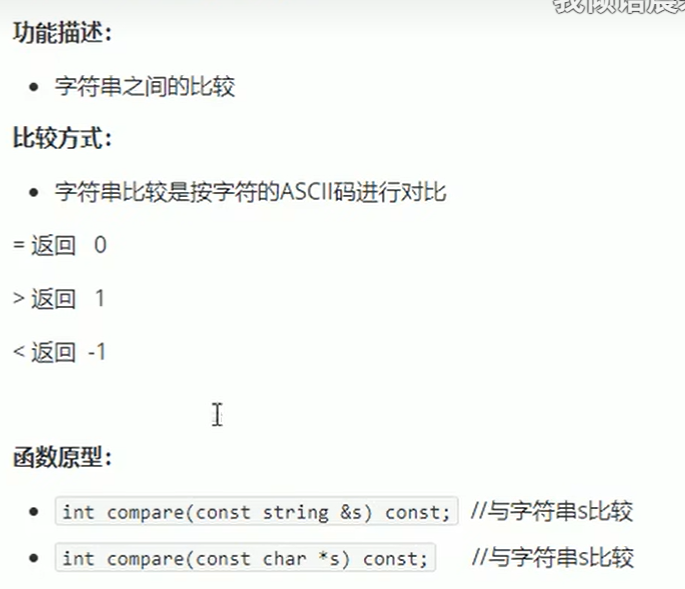 功能描述：
• 字符串之间的比较
比较方式：
• 字符串比较是按字符的ASCII码进行对比
= 返回 0
> 返回 1
< 返回 -1
函数原型：
• int compare(const string &s) const; //与字符串s比较
• int compare(const char *s) const; //与字符串s比较